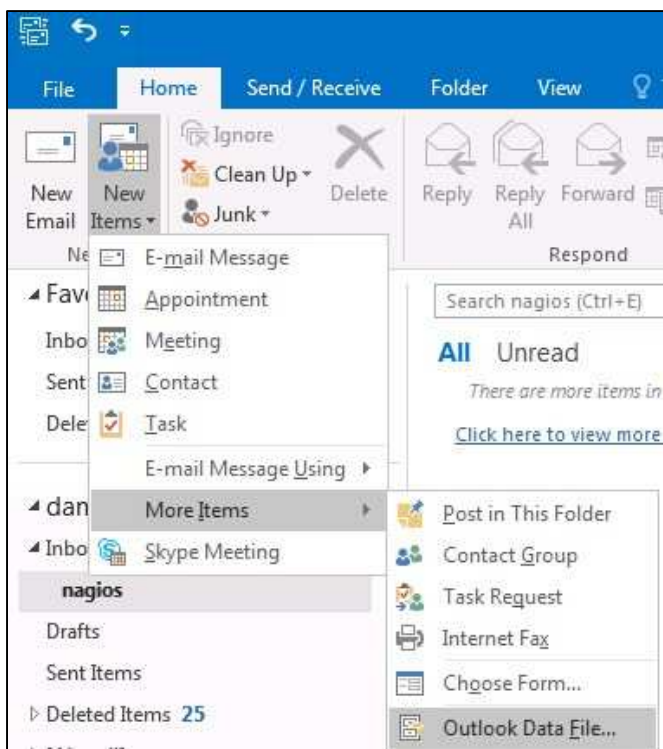 File Home Send / Receive Folder View
Ignore
Clean Up
Junk
Delete
New Email
New Items
Reply
Reply All
Forward
Respond
E-mail Message
Appointment
Meeting
Contact
Task
E-mail Message Using
More Items
Skype Meeting
Post in This Folder
Contact Group
Task Request
Internet Fax
Choose Form...
Outlook Data File...
Search nagios (Ctrl+E)
All Unread
There are more items in
Click here to view more
Ne
Fav
Inbo
Sent
Dele
dan
Inbo
nagios
Drafts
Sent Items
Deleted Items 25